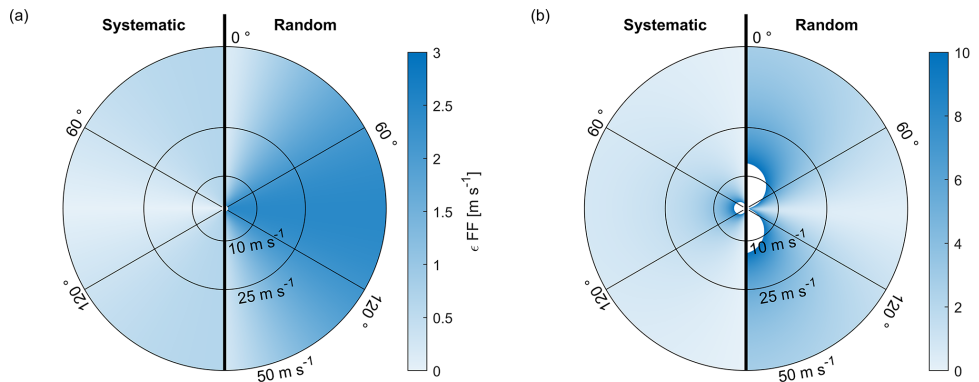 (a)
Systematic
Random
0 °
60 °
60 °
120 °
120 °
10 m s-1
25 m s-1
50 m s-1
3
2.5
2
1.5
1
0.5
0
ϵ FF [m s-1]
(b)
Systematic
Random
0 °
60 °
60 °
120 °
120 °
10 m s-1
25 m s-1
50 m s-1
10
8
6
4
2
0